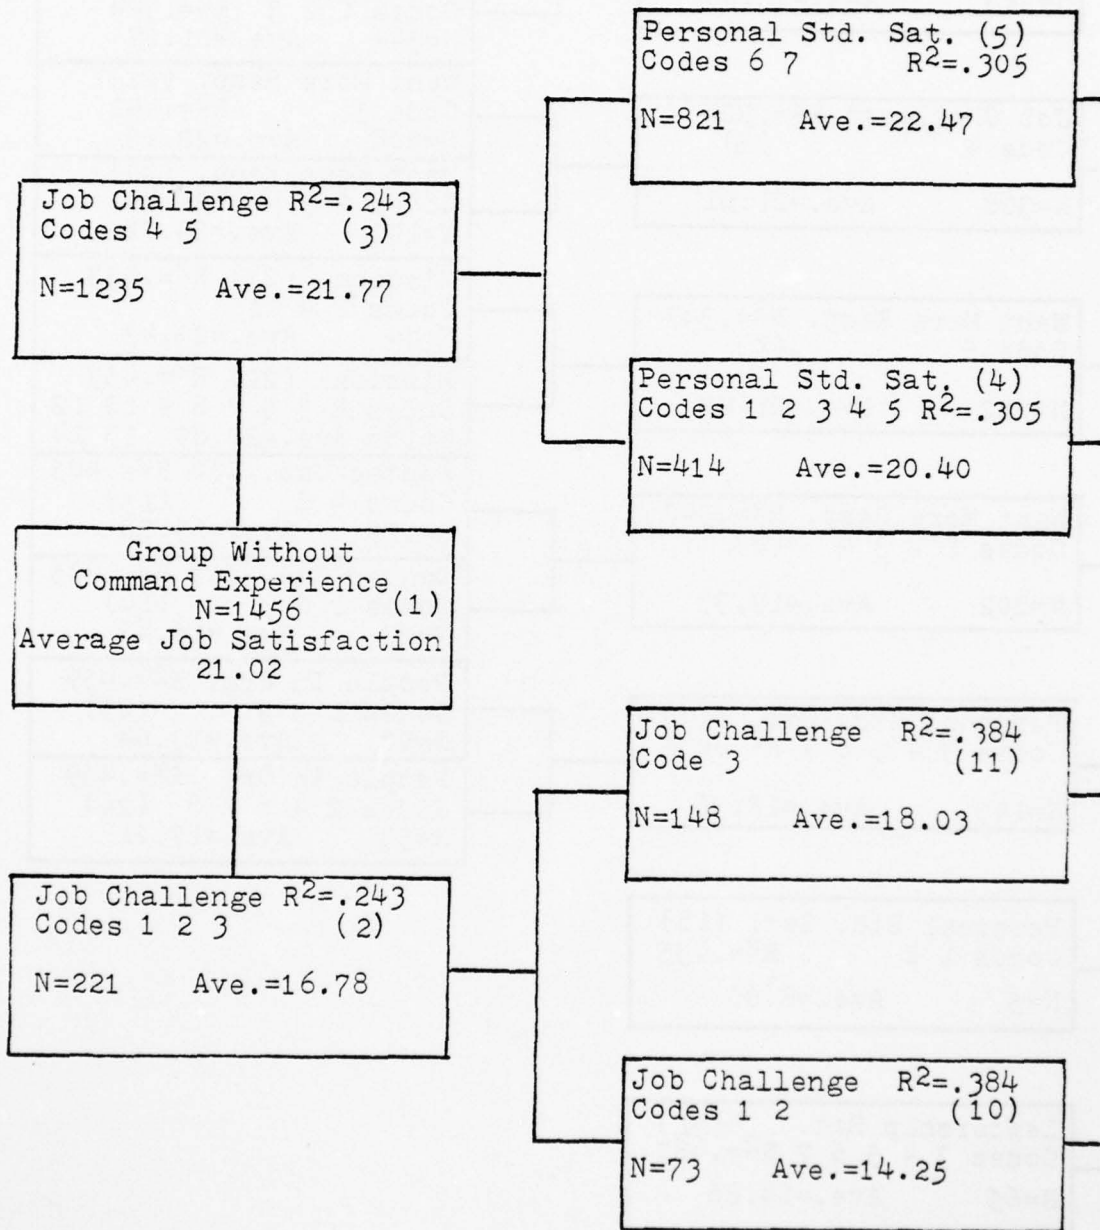 Personal Std. Sat. (5)
Codes 6 7 R²=.305
N=821 Ave.=22.47
Job Challenge R²=.243
Codes 4 5 (3)
N=1235 Ave.=21.77
Personal Std. Sat. (4)
Codes 1 2 3 4 5 R²=.305
N=414 Ave.=20.40
Group Without
Command Experience
N=1456 (1)
Average Job Satisfaction
21.02
Job Challenge R²=.384
Code 3 (11)
N=148 Ave.=18.03
Job Challenge R²=.243
Codes 1 2 3 (2)
N=221 Ave.=16.78
Job Challenge R²=.384
Codes 1 2 (10)
N=73 Ave.=14.25